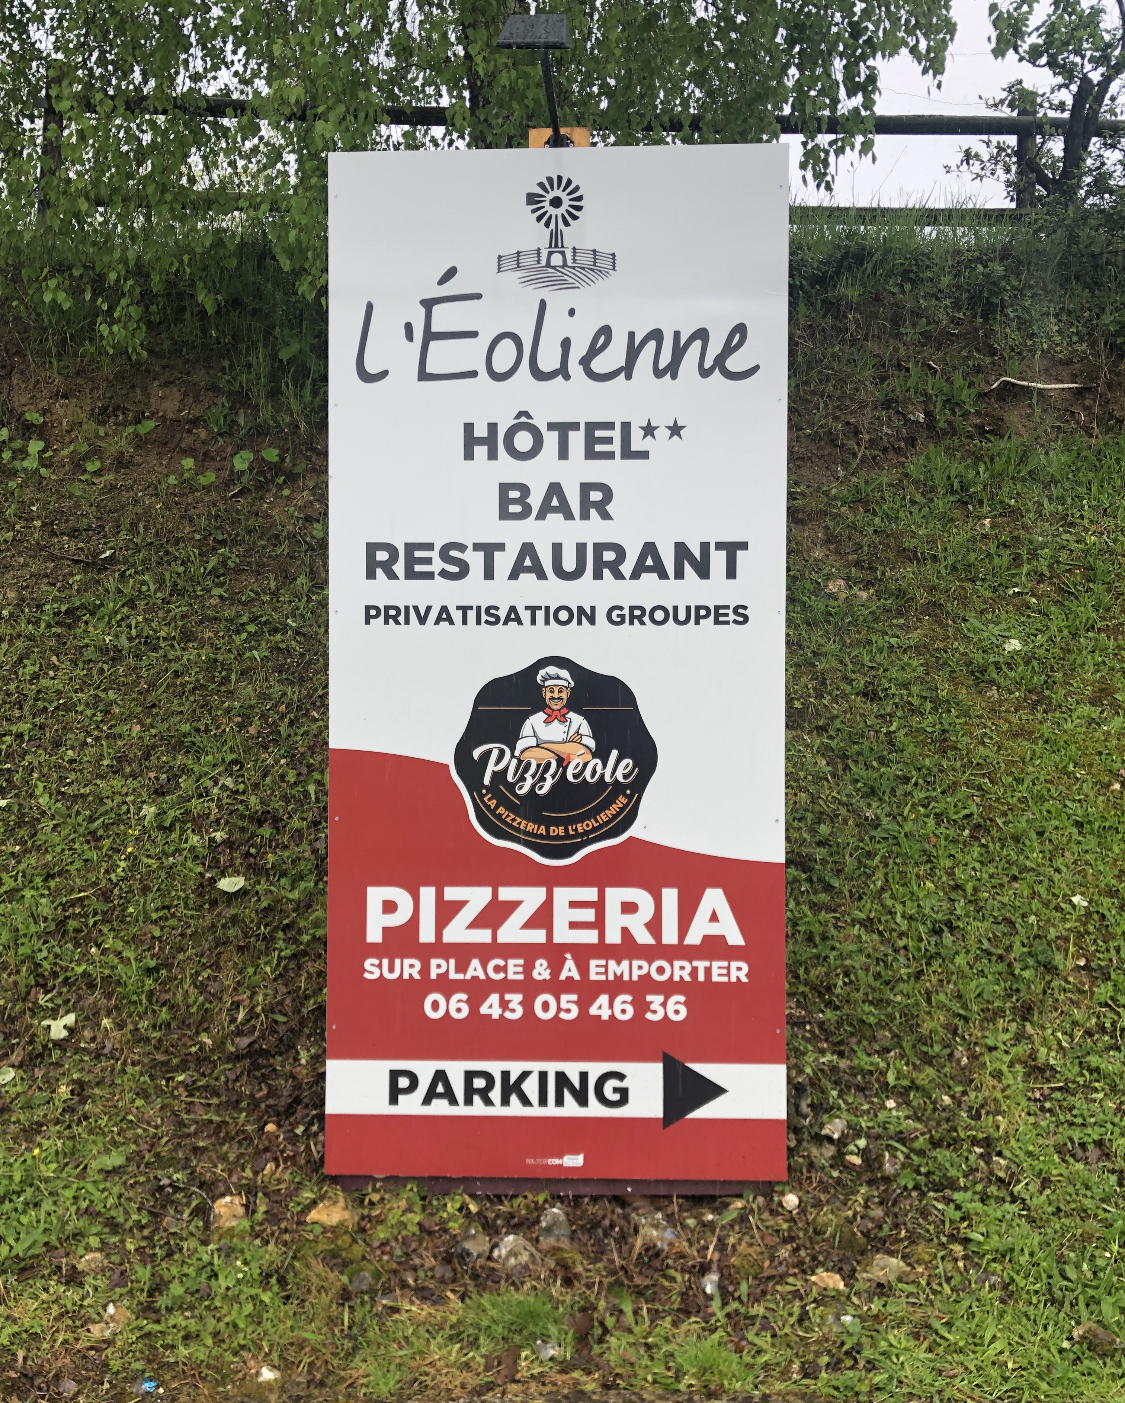 l'Éolienne
HÔTEL★★
BAR
RESTAURANT
PRIVATISATION GROUPES
Pizz'éole
• LA PIZZERIA DE L'EOLIENNE •
PIZZERIA
SUR PLACE & À EMPORTER
06 43 05 46 36
PARKING